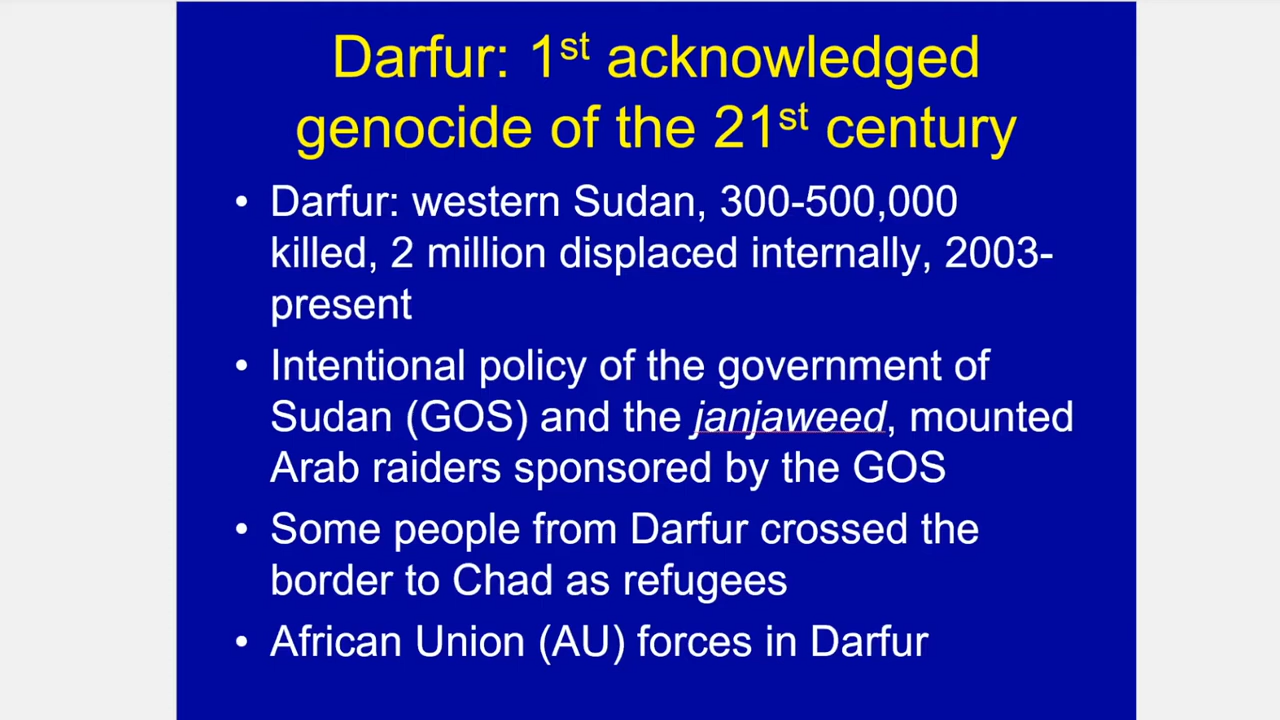 Darfur: 1st acknowledged
genocide of the 21st century
• Darfur: western Sudan, 300-500,000
killed, 2 million displaced internally, 2003-
present
• Intentional policy of the government of
Sudan (GOS) and the janjaweed, mounted
Arab raiders sponsored by the GOS
• Some people from Darfur crossed the
border to Chad as refugees
• African Union (AU) forces in Darfur